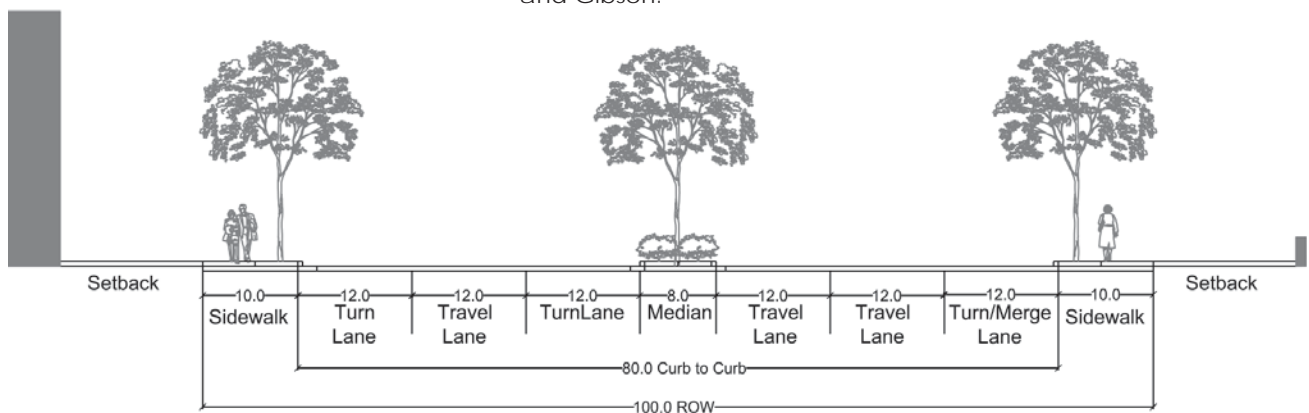 and Gibson.
Setback
Setback
10.0 12.0 12.0 12.0 8.0 12.0 12.0 12.0 10.0
Sidewalk Turn Lane Travel Lane TurnLane Median Travel Lane Travel Lane Turn/Merge Lane Sidewalk
80.0 Curb to Curb
100.0 ROW